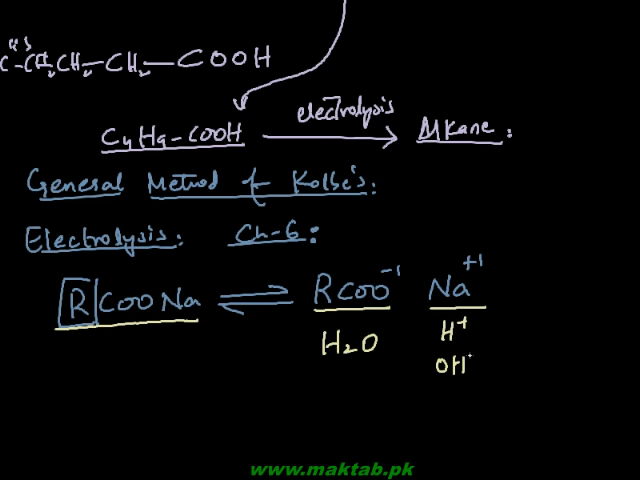 C-CH₂-CH₂-CH₂-COOH
C₄H₉-COOH electrolysis Alkane:
General Method of Kolbe's:
Electrolysis: Ch-6:
RCOONa ⇌ RCOO⁻¹ Na⁺¹
H₂O H⁺
OH
www.maktab.pk